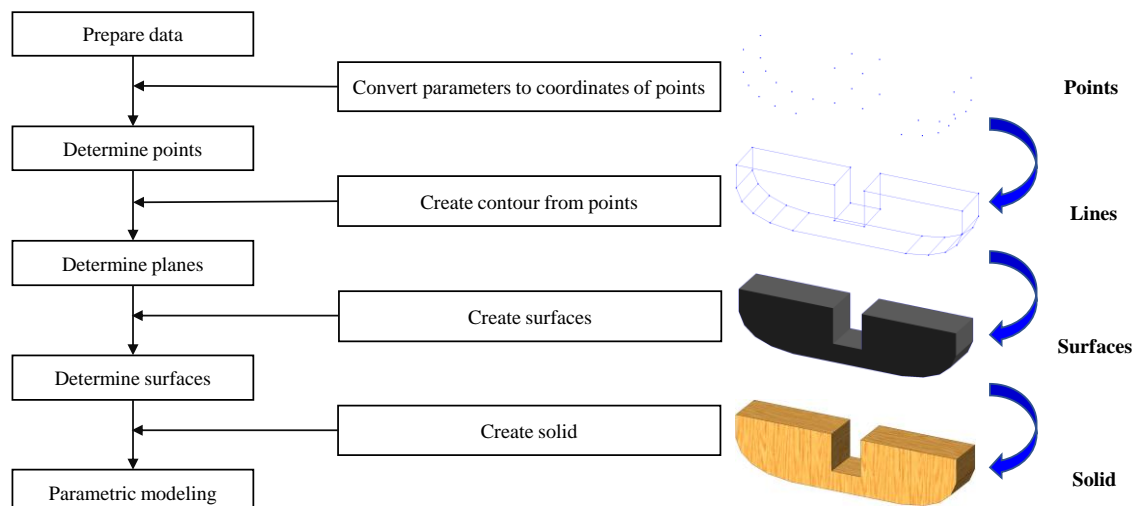 Prepare data
Convert parameters to coordinates of points
Points
Determine points
Create contour from points
Lines
Determine planes
Create surfaces
Surfaces
Determine surfaces
Create solid
Solid
Parametric modeling